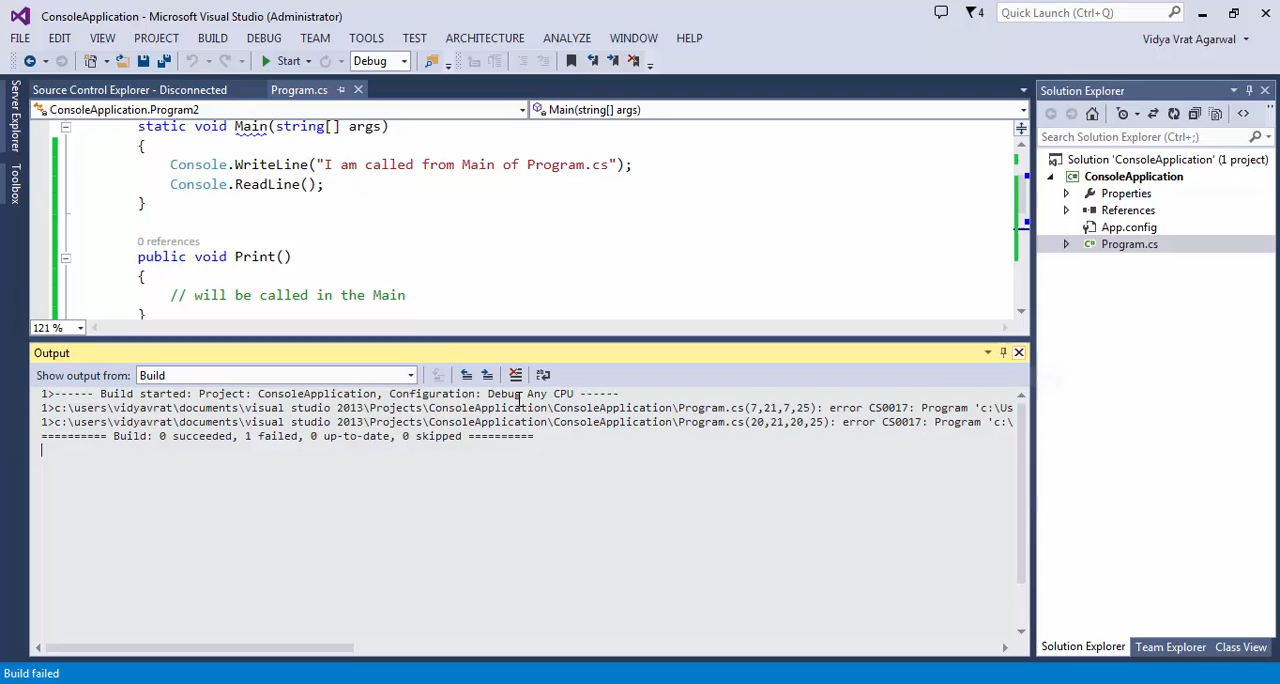 ConsoleApplication - Microsoft Visual Studio (Administrator)
4
Quick Launch (Ctrl+Q)
FILE EDIT VIEW PROJECT BUILD DEBUG TEAM TOOLS TEST ARCHITECTURE ANALYZE WINDOW HELP
Vidya Vrat Agarwal
Start Debug
Server Explorer
Toolbox
Source Control Explorer - Disconnected Program.cs
ConsoleApplication.Program2 Main(string[] args)
static void Main(string[] args)
{
Console.WriteLine("I am called from Main of Program.cs");
Console.ReadLine();
}
0 references
public void Print()
{
// will be called in the Main
}
121 %
Output
Show output from: Build
1>------ Build started: Project: ConsoleApplication, Configuration: Debug Any CPU ------
1>c:\users\vidyavrat\documents\visual studio 2013\Projects\ConsoleApplication\ConsoleApplication\Program.cs(7,21,7,25): error CS0017: Program 'c:\Us
1>c:\users\vidyavrat\documents\visual studio 2013\Projects\ConsoleApplication\ConsoleApplication\Program.cs(20,21,20,25): error CS0017: Program 'c:\
========== Build: 0 succeeded, 1 failed, 0 up-to-date, 0 skipped ==========
Solution Explorer
Search Solution Explorer (Ctrl+;)
Solution 'ConsoleApplication' (1 project)
ConsoleApplication
Properties
References
App.config
Program.cs
Solution Explorer Team Explorer Class View
Build failed